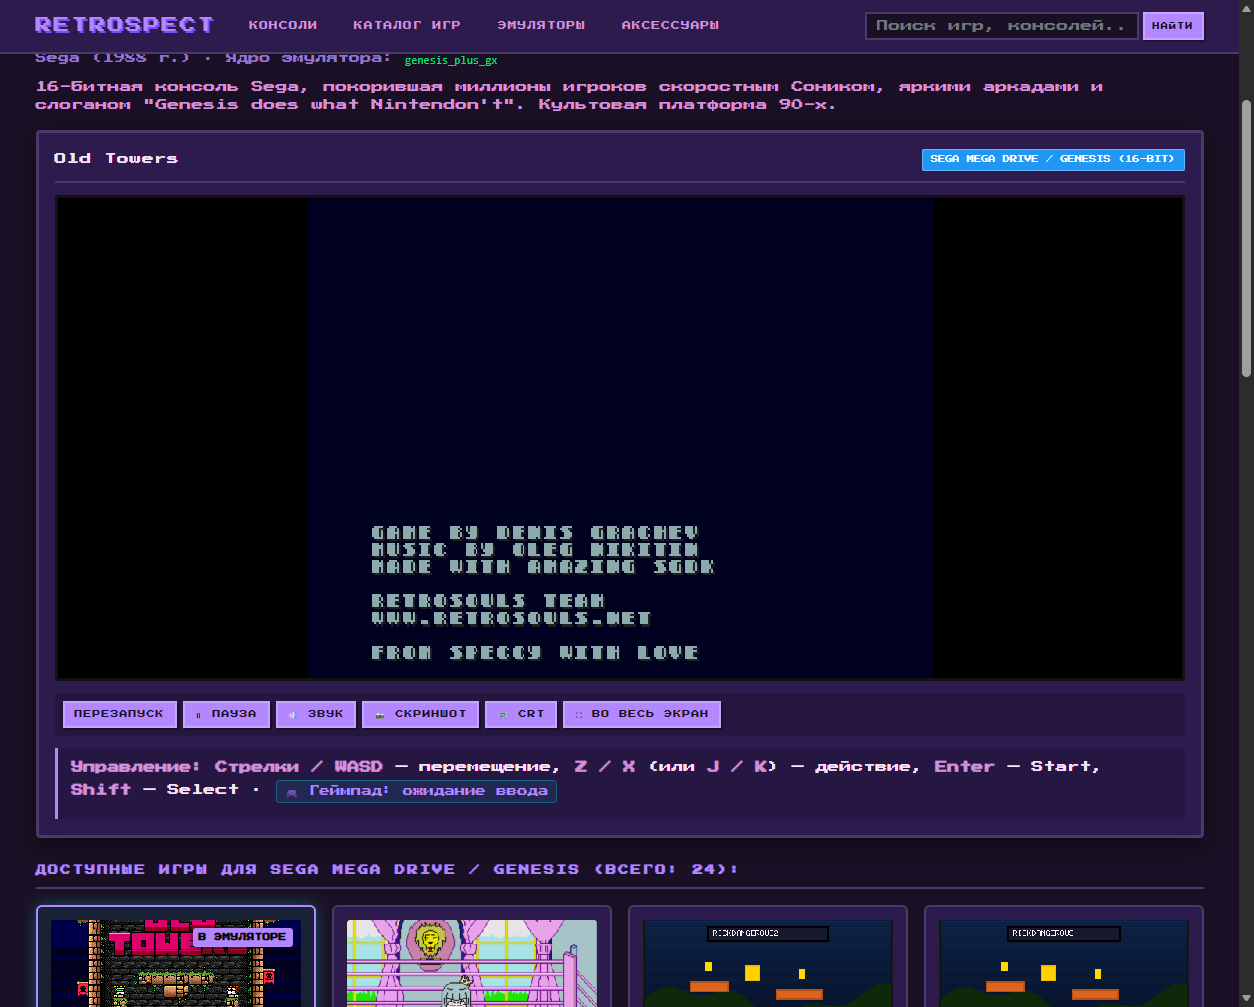 RETROSPECT
КОНСОЛИ
КАТАЛОГ ИГР
ЭМУЛЯТОРЫ
АКСЕССУАРЫ
Поиск игр, консолей..
НАЙТИ
Sega (1988 г.) · Ядро эмулятора: genesis_plus_gx
16-битная консоль Sega, покорившая миллионы игроков скоростным Соником, яркими аркадами и
слоганом "Genesis does what Nintendon't". Культовая платформа 90-х.
Old Towers
SEGA MEGA DRIVE / GENESIS (16-BIT)
GAME BY DENIS GRACHEV
MUSIC BY OLEG NIKITIN
MADE WITH AMAZING SGDK
RETROSOULS TEAM
WWW.RETROSOULS.NET
FROM SPECCY WITH LOVE
ПЕРЕЗАПУСК
ПАУЗА
ЗВУК
СКРИНШОТ
CRT
ВО ВЕСЬ ЭКРАН
Управление: Стрелки / WASD — перемещение, Z / X (или J / K) — действие, Enter — Start,
Shift — Select · Геймпад: ожидание ввода
ДОСТУПНЫЕ ИГРЫ ДЛЯ SEGA MEGA DRIVE / GENESIS (ВСЕГО: 24):
В ЭМУЛЯТОРЕ
RICKDANGEROUS2
RICKDANGEROUS